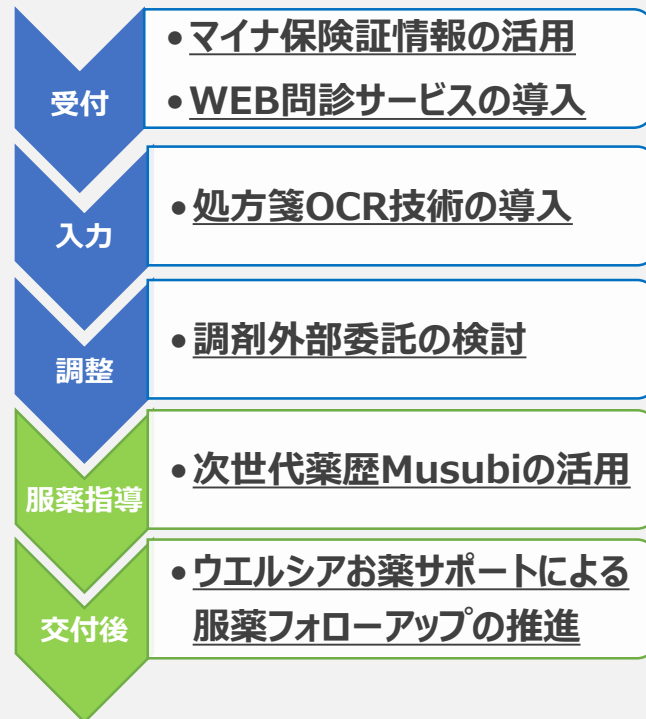 受付
•マイナ保険証情報の活用
•WEB問診サービスの導入
入力
•処方箋OCR技術の導入
調整
•調剤外部委託の検討
服薬指導
•次世代薬歴Musubiの活用
交付後
•ウエルシアお薬サポートによる
服薬フォローアップの推進